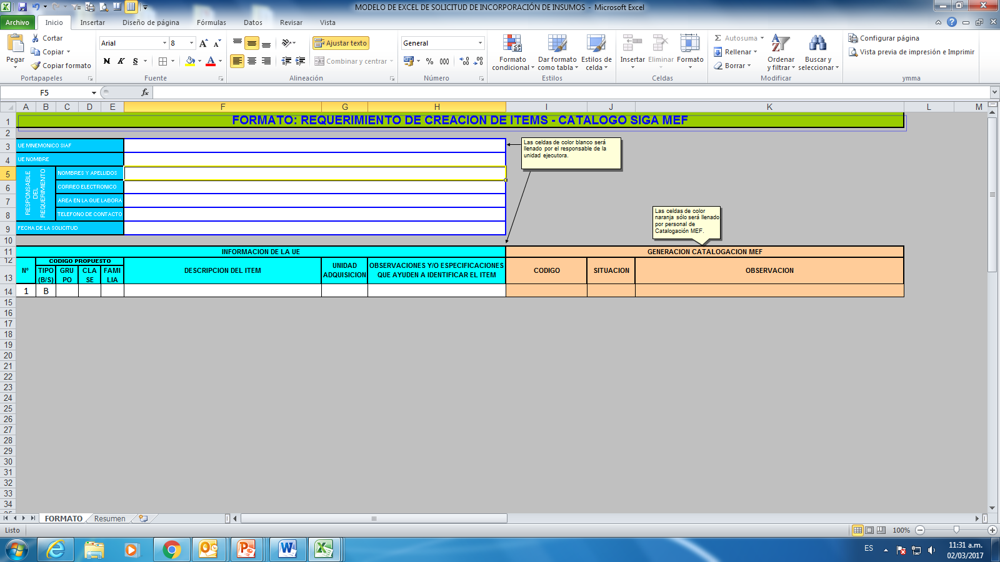 MODELO DE EXCEL DE SOLICITUD DE INCORPORACIÓN DE INSUMOS - Microsoft Excel
Archivo Inicio Insertar Diseño de página Fórmulas Datos Revisar Vista
Pegar
Cortar
Copiar
Copiar formato
Portapapeles
Arial 8
N K S
Fuente
Ajustar texto
Combinar y centrar
Alineación
General
% 000
Número
Formato condicional
Dar formato como tabla
Estilos de celda
Estilos
Insertar Eliminar Formato
Celdas
Σ Autosuma
Rellenar
Borrar
Ordenar y filtrar
Buscar y seleccionar
Modificar
Configurar página
Vista previa de impresión e Imprimir
ymma
F5 fx
A B C D E F G H I J K L M
1 FORMATO: REQUERIMIENTO DE CREACION DE ITEMS - CATALOGO SIGA MEF
2
3 UE MNEMONICO SIAF
4 UE NOMBRE
RESPONSABLE DEL REQUERIMIENTO
5 NOMBRES Y APELLIDOS
6 CORREO ELECTRONICO
7 AREA EN LA QUE LABORA
8 TELEFONO DE CONTACTO
9 FECHA DE LA SOLICITUD
Las celdas de color blanco será
llenado por el responsable de la
unidad ejecutora.
Las celdas de color
naranja sólo será llenado
por personal de
Catalogación MEF.
10
11 INFORMACION DE LA UE GENERACION CATALOGACION MEF
12 CODIGO PROPUESTO
13 Nº TIPO (B/S) GRU PO CLA SE FAMI LIA DESCRIPCION DEL ITEM UNIDAD ADQUISICION OBSERVACIONES Y/O ESPECIFICACIONES QUE AYUDEN A IDENTIFICAR EL ITEM CODIGO SITUACION OBSERVACION
14 1 B
15
16
17
18
19
20
21
22
23
24
25
26
27
28
29
30
31
32
33
34
35
FORMATO Resumen
Listo 100%
ES 11:31 a.m.
02/03/2017